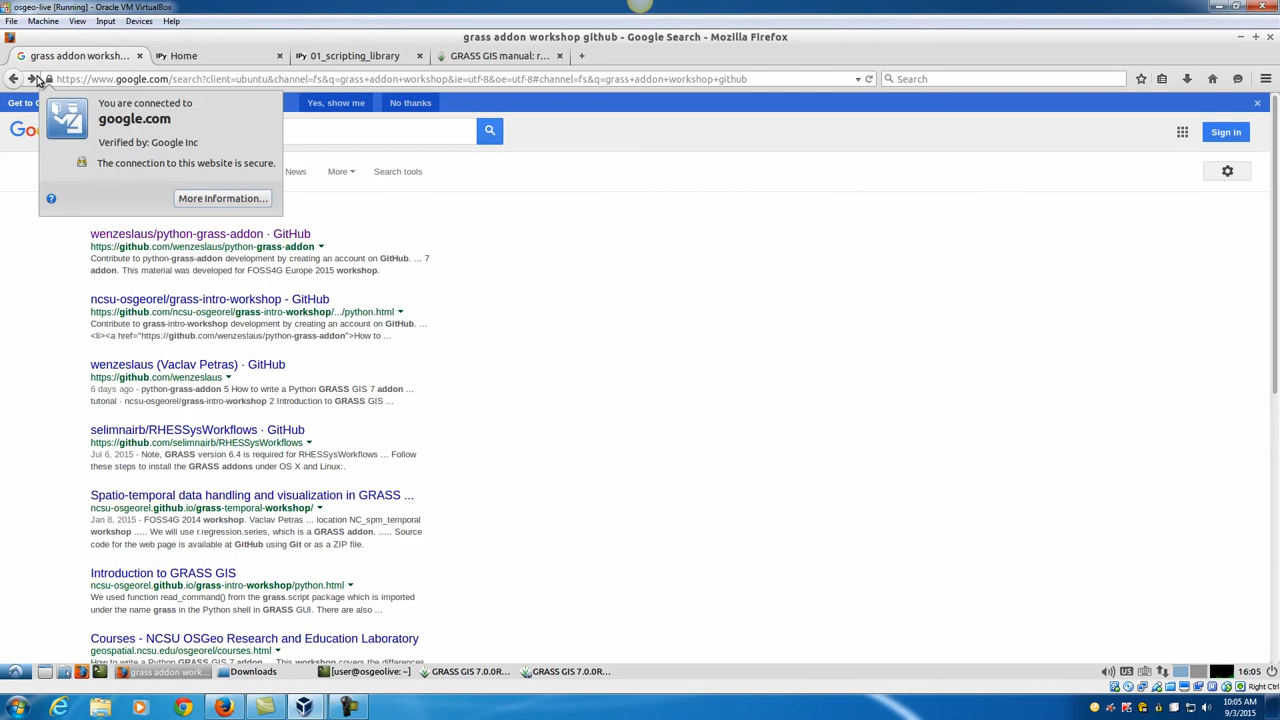 osgeo-live [Running] - Oracle VM VirtualBox
File Machine View Input Devices Help
grass addon workshop github - Google Search - Mozilla Firefox
grass addon worksh... Home IP[y] 01_scripting_library GRASS GIS manual: r...
https://www.google.com/search?client=ubuntu&channel=fs&q=grass+addon+workshop&ie=utf-8&oe=utf-8#channel=fs&q=grass+addon+workshop+github Search
Yes, show me No thanks
You are connected to
google.com
Verified by: Google Inc
The connection to this website is secure.
More Information...
Sign in
News More Search tools
wenzeslaus/python-grass-addon · GitHub
https://github.com/wenzeslaus/python-grass-addon
Contribute to python-grass-addon development by creating an account on GitHub. ... 7
addon. This material was developed for FOSS4G Europe 2015 workshop.
ncsu-osgeorel/grass-intro-workshop - GitHub
https://github.com/ncsu-osgeorel/grass-intro-workshop/.../python.html
Contribute to grass-intro-workshop development by creating an account on GitHub. ...
<li><a href="https://github.com/wenzeslaus/python-grass-addon">How to ...
wenzeslaus (Vaclav Petras) · GitHub
https://github.com/wenzeslaus
6 days ago - python-grass-addon 5 How to write a Python GRASS GIS 7 addon ...
tutorial · ncsu-osgeorel/grass-intro-workshop 2 Introduction to GRASS GIS ...
selimnairb/RHESSysWorkflows · GitHub
https://github.com/selimnairb/RHESSysWorkflows
Jul 6, 2015 - Note, GRASS version 6.4 is required for RHESSysWorkflows ... Follow
these steps to install the GRASS addons under OS X and Linux:.
Spatio-temporal data handling and visualization in GRASS ...
ncsu-osgeorel.github.io/grass-temporal-workshop/
Jan 8, 2015 - FOSS4G 2014 workshop. Vaclav Petras ... location NC_spm_temporal
workshop ..... We will use r.regression.series, which is a GRASS addon. ..... Source
code for the web page is available at GitHub using Git or as a ZIP file.
Introduction to GRASS GIS
ncsu-osgeorel.github.io/grass-intro-workshop/python.html
We used function read_command() from the grass.script package which is imported
under the name grass in the Python shell in GRASS GUI. There are also ...
Courses - NCSU OSGeo Research and Education Laboratory
geospatial.ncsu.edu/osgeorel/courses.html
How to write a Python GRASS GIS 7 addon ... This workshop covers the differences
grass addon work... Downloads [user@osgeolive: ~] GRASS GIS 7.0.0R... GRASS GIS 7.0.0R... US 16:05
Right Ctrl
10:05 AM
9/3/2015